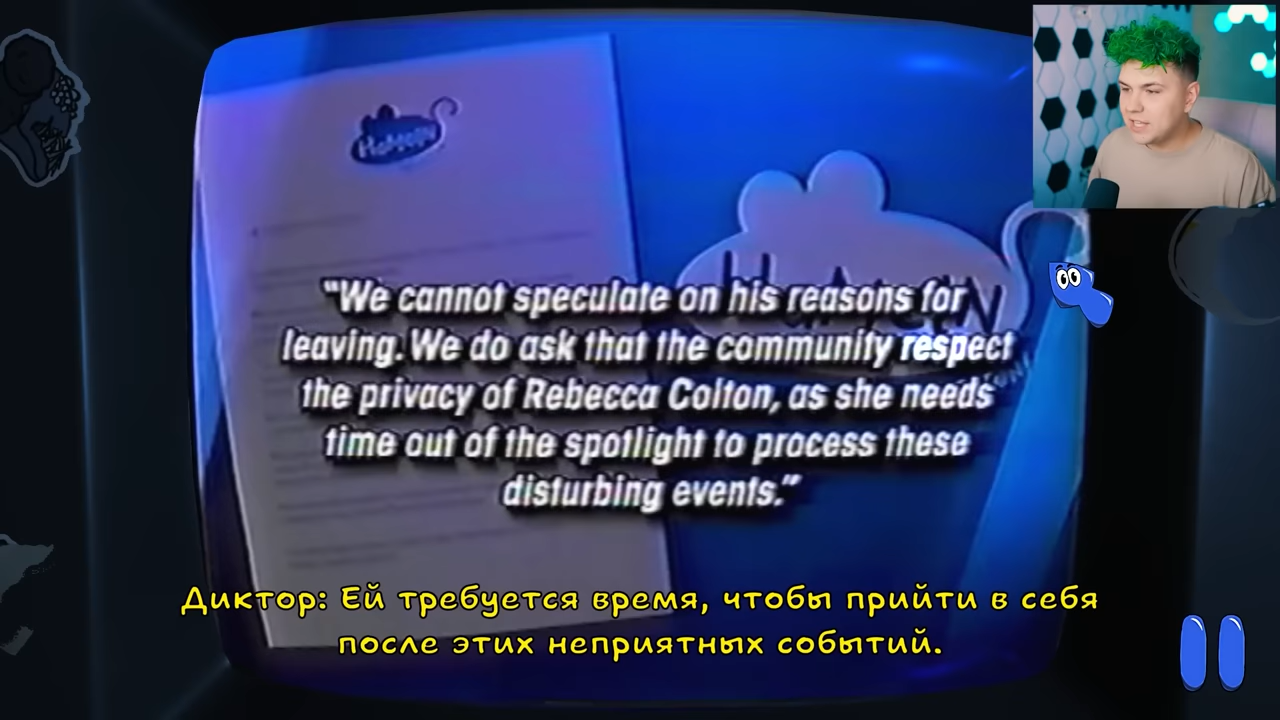 "We cannot speculate on his reasons for
leaving. We do ask that the community respect
the privacy of Rebecca Colton, as she needs
time out of the spotlight to process these
disturbing events."
Диктор: Ей требуется время, чтобы прийти в себя
после этих неприятных событий.